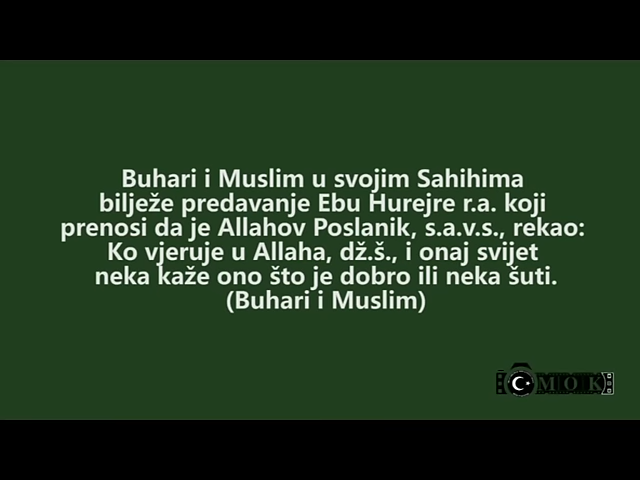 Buhari i Muslim u svojim Sahihima
bilježe predavanje Ebu Hurejre r.a. koji
prenosi da je Allahov Poslanik, s.a.v.s., rekao:
Ko vjeruje u Allaha, dž.š., i onaj svijet
neka kaže ono što je dobro ili neka šuti.
(Buhari i Muslim)
MOK